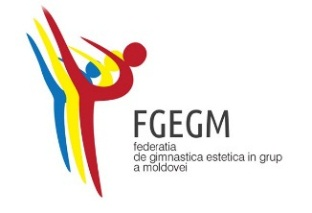 FGEGM
federatia
de gimnastica estetica in grup
a moldovei